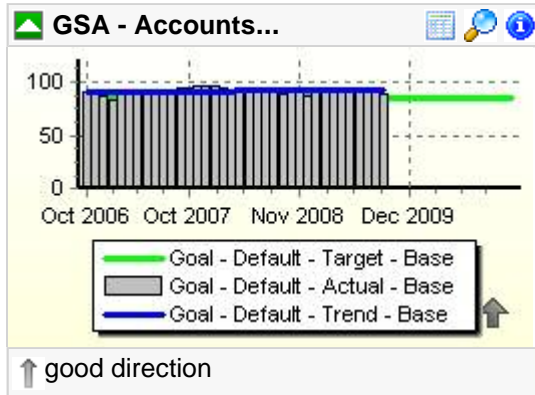 GSA - Accounts...
100
50
0
Oct 2006 Oct 2007 Nov 2008 Dec 2009
Goal - Default - Target - Base
Goal - Default - Actual - Base
Goal - Default - Trend - Base
good direction